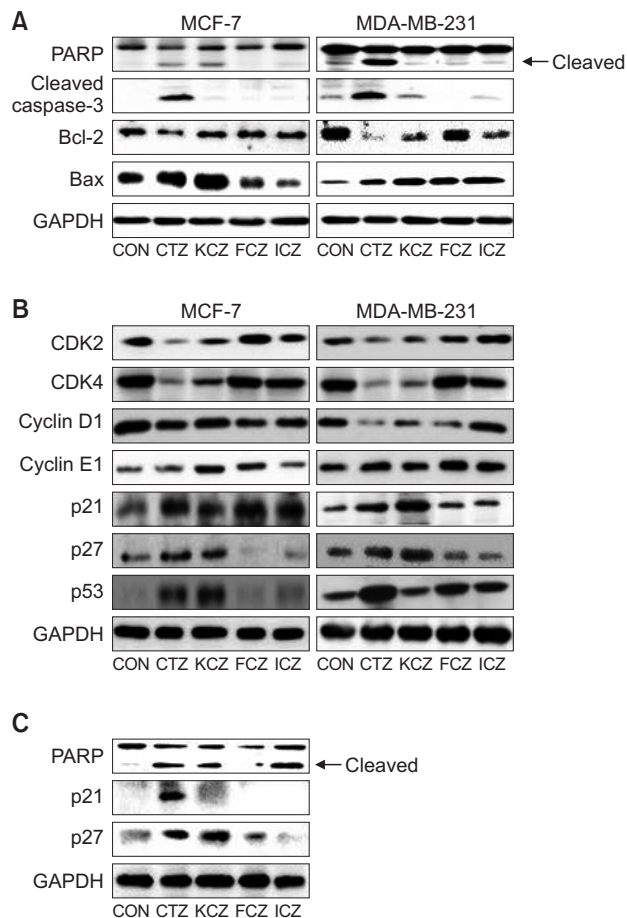 A
MCF-7 MDA-MB-231
PARP
Cleaved
Cleaved
caspase-3
Bcl-2
Bax
GAPDH
CON CTZ KCZ FCZ ICZ CON CTZ KCZ FCZ ICZ
B
MCF-7 MDA-MB-231
CDK2
CDK4
Cyclin D1
Cyclin E1
p21
p27
p53
GAPDH
CON CTZ KCZ FCZ ICZ CON CTZ KCZ FCZ ICZ
C
PARP
Cleaved
p21
p27
GAPDH
CON CTZ KCZ FCZ ICZ